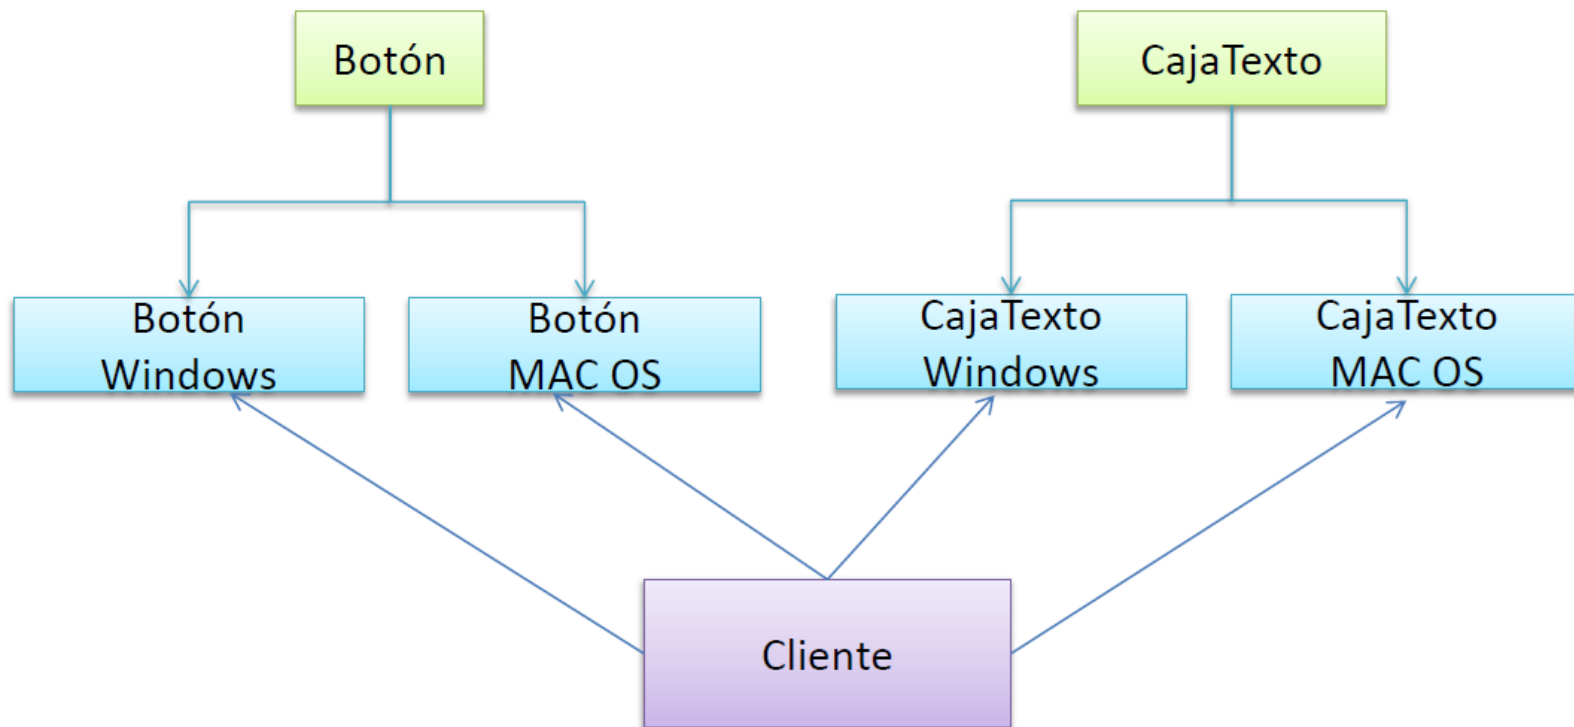 Botón
CajaTexto
Botón
Windows
Botón
MAC OS
CajaTexto
Windows
CajaTexto
MAC OS
Cliente